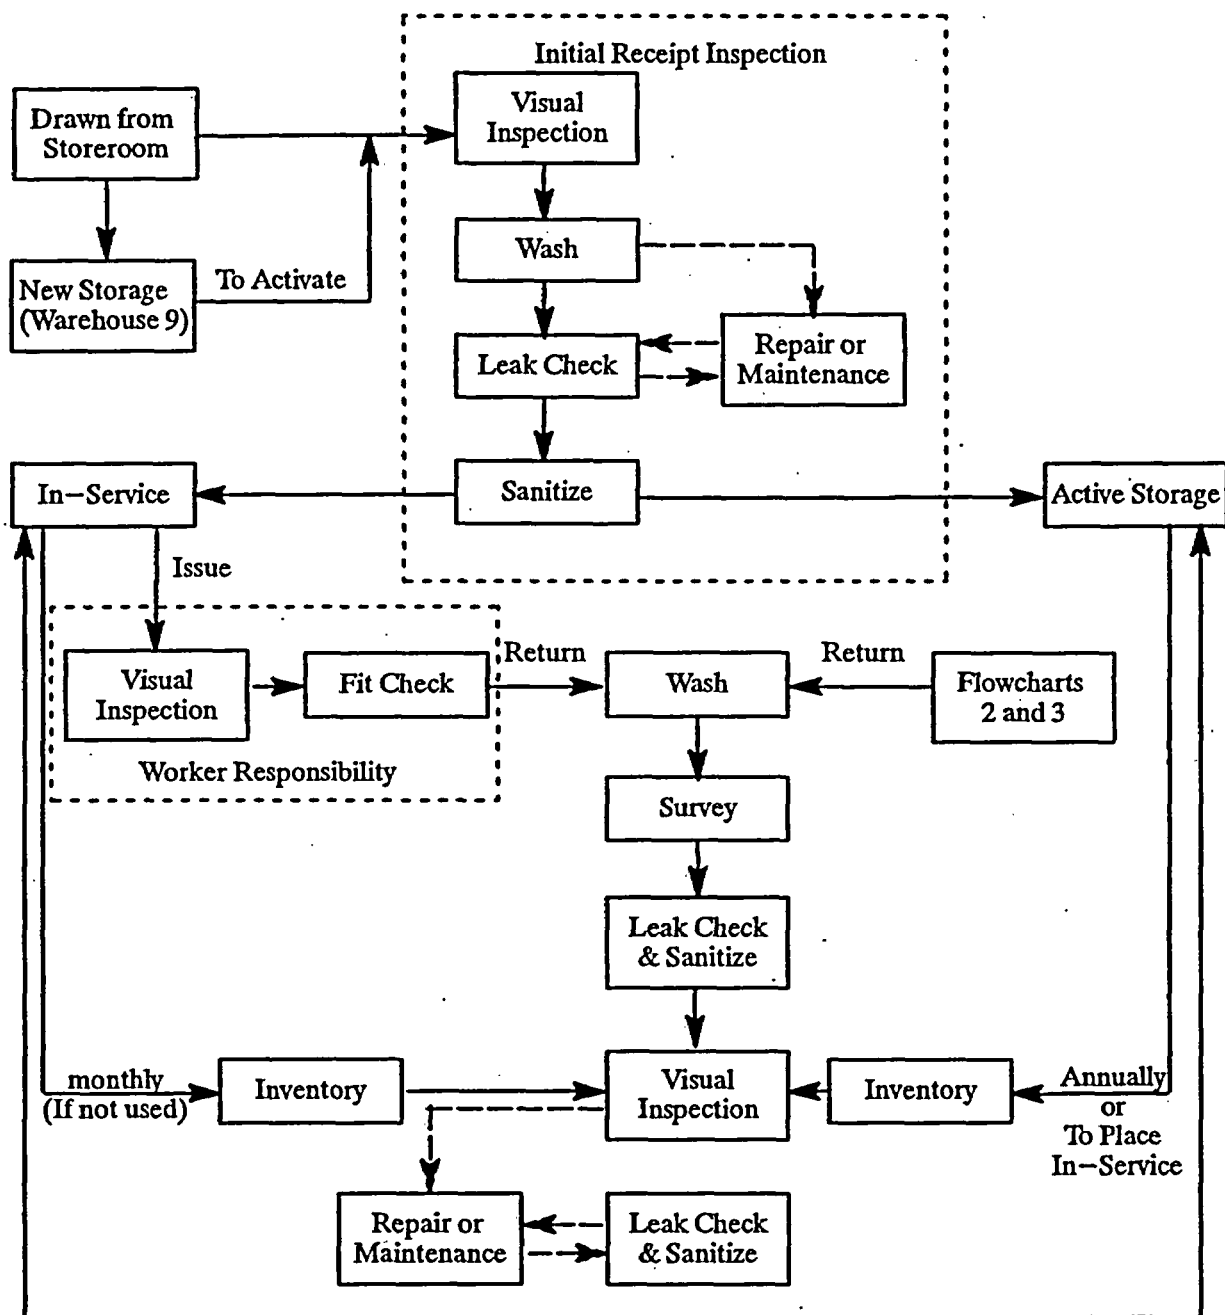 Initial Receipt Inspection
Drawn from
Storeroom
Visual
Inspection
New Storage
(Warehouse 9)
To Activate
Wash
Leak Check
Repair or
Maintenance
Sanitize
In-Service
Active Storage
Issue
Visual
Inspection
Fit Check
Return
Wash
Return
Flowcharts
2 and 3
Worker Responsibility
Survey
Leak Check
& Sanitize
monthly
(If not used)
Inventory
Visual
Inspection
Inventory
Annually
or
To Place
In-Service
Repair or
Maintenance
Leak Check
& Sanitize